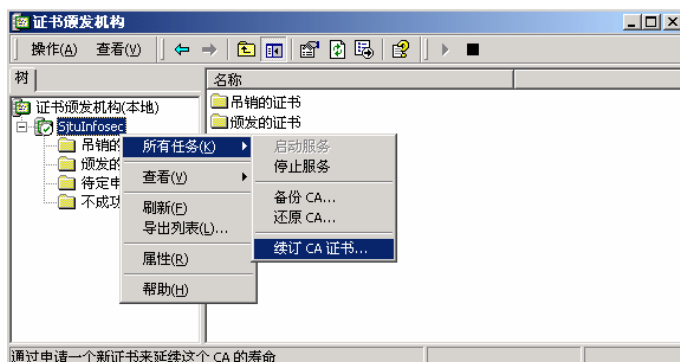 证书颁发机构
操作(A) 查看(V)
树
名称
证书颁发机构(本地)
SjtuInfosec
吊销的
颁发的
待定申
不成功
吊销的证书
颁发的证书
所有任务(K)
查看(V)
刷新(F)
导出列表(L)...
属性(R)
帮助(H)
启动服务
停止服务
备份 CA...
还原 CA...
续订 CA 证书...
通过申请一个新证书来延续这个 CA 的寿命